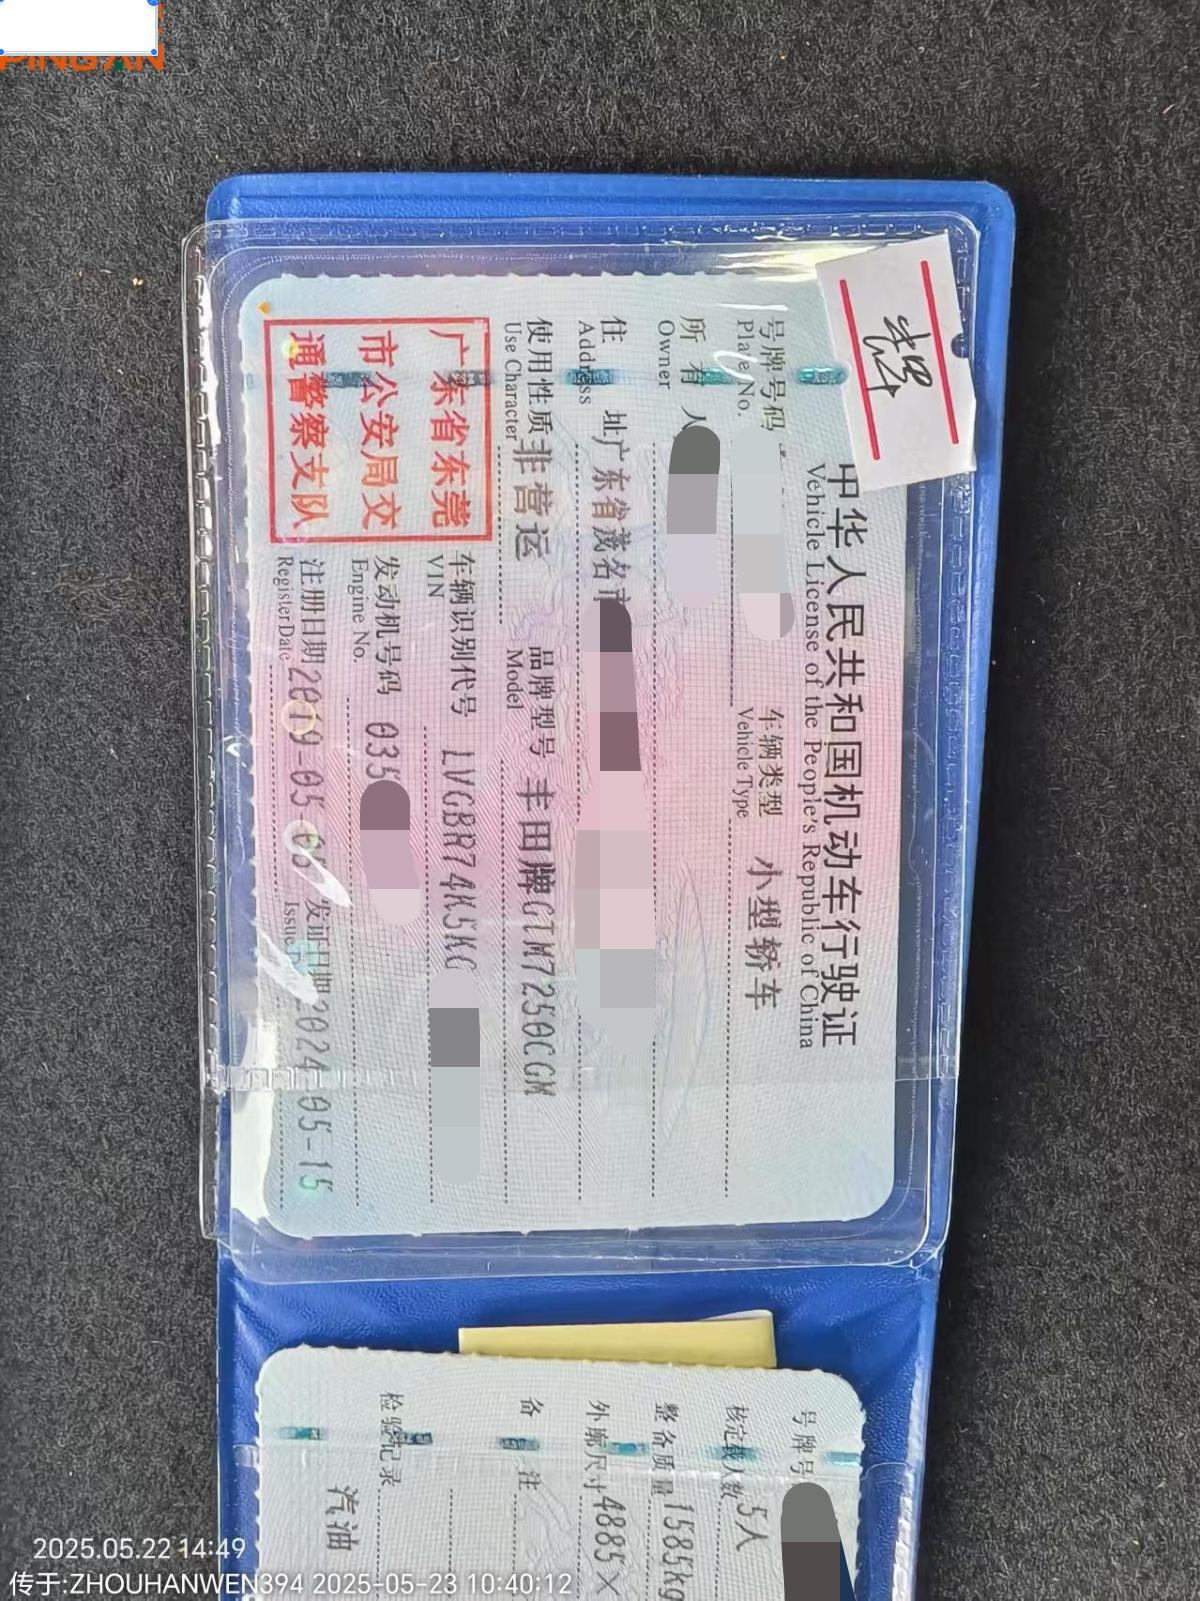 PING AN
中华人民共和国机动车行驶证
Vehicle License of the People's Republic of China
号牌号码
Plate No.
车辆类型 小型轿车
Vehicle Type
所有人
Owner
住址 广东省茂名市
Address
使用性质 非营运
Use Character
品牌型号 丰田牌GTM7250CGM
Model
广东省东莞
市公安局交
通警察支队
车辆识别代号 LVGBR74K5KG
VIN
发动机号码 035
Engine No.
注册日期 2019-05-05
Register Date
发证日期 2024-05-15
Issue D
号牌号
核定载人数 5人
整备质量 1585kg
外廓尺寸 4885×
备注
检验记录
汽油
2025.05.22 14:49
传于:ZHOUHANWEN394 2025-05-23 10:40:12